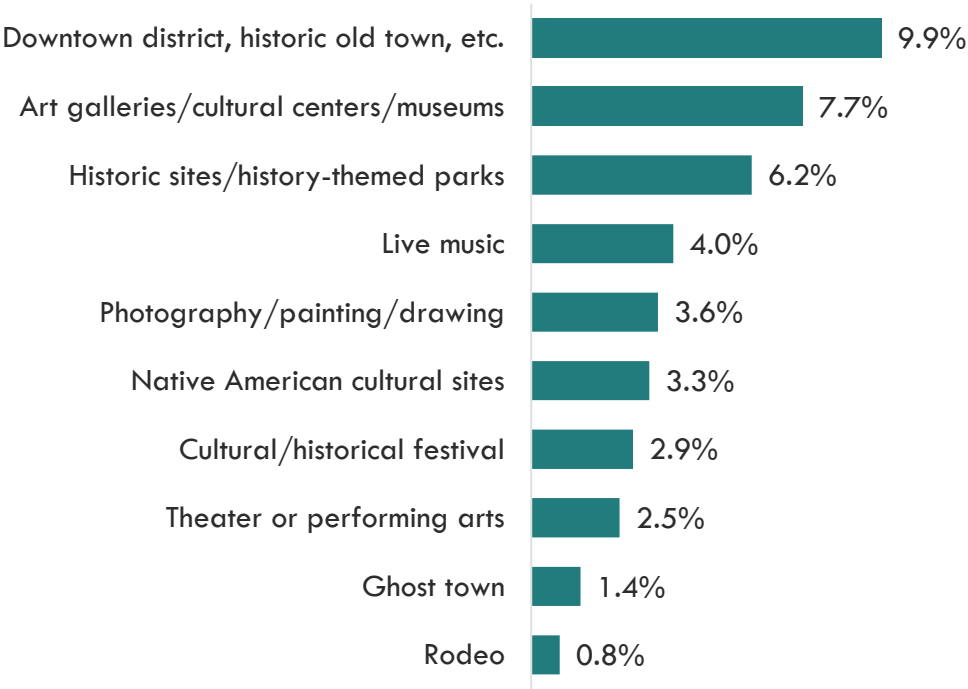 Downtown district, historic old town, etc. 9.9%
Art galleries/cultural centers/museums 7.7%
Historic sites/history-themed parks 6.2%
Live music 4.0%
Photography/painting/drawing 3.6%
Native American cultural sites 3.3%
Cultural/historical festival 2.9%
Theater or performing arts 2.5%
Ghost town 1.4%
Rodeo 0.8%